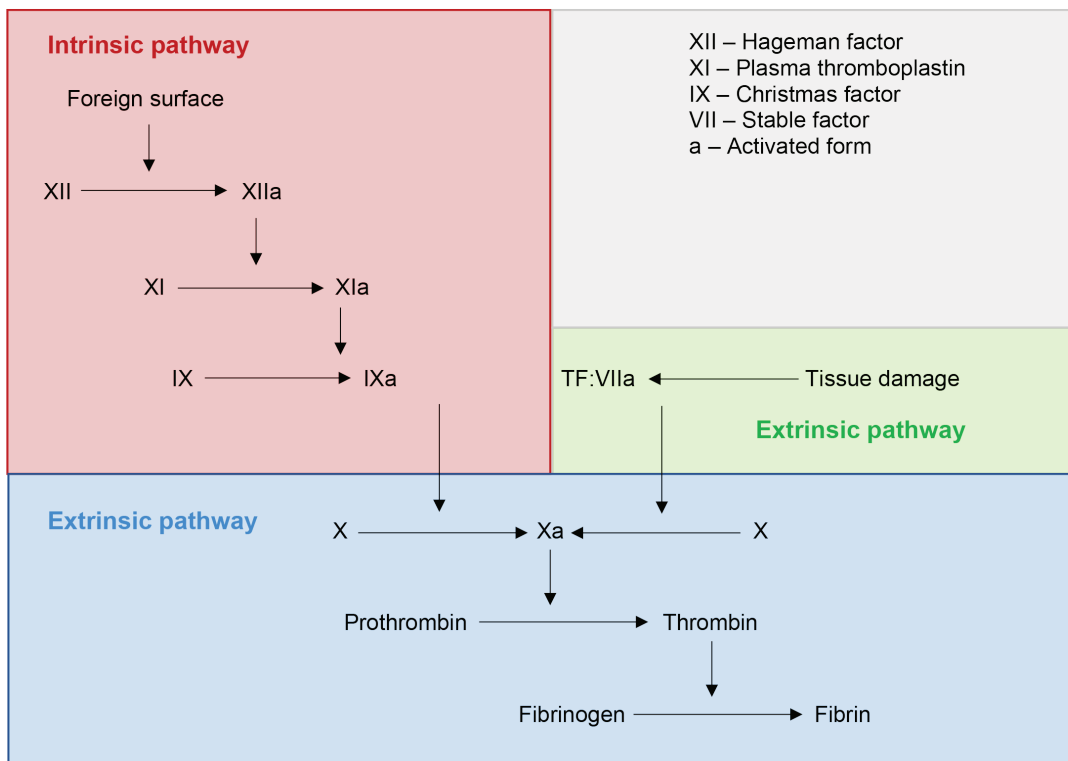 Intrinsic pathway
Foreign surface
XII
XIIa
XI
XIa
IX
IXa
XII – Hageman factor
XI – Plasma thromboplastin
IX – Christmas factor
VII – Stable factor
a – Activated form
TF:VIIa
Tissue damage
Extrinsic pathway
Extrinsic pathway
X
Xa
X
Prothrombin
Thrombin
Fibrinogen
Fibrin